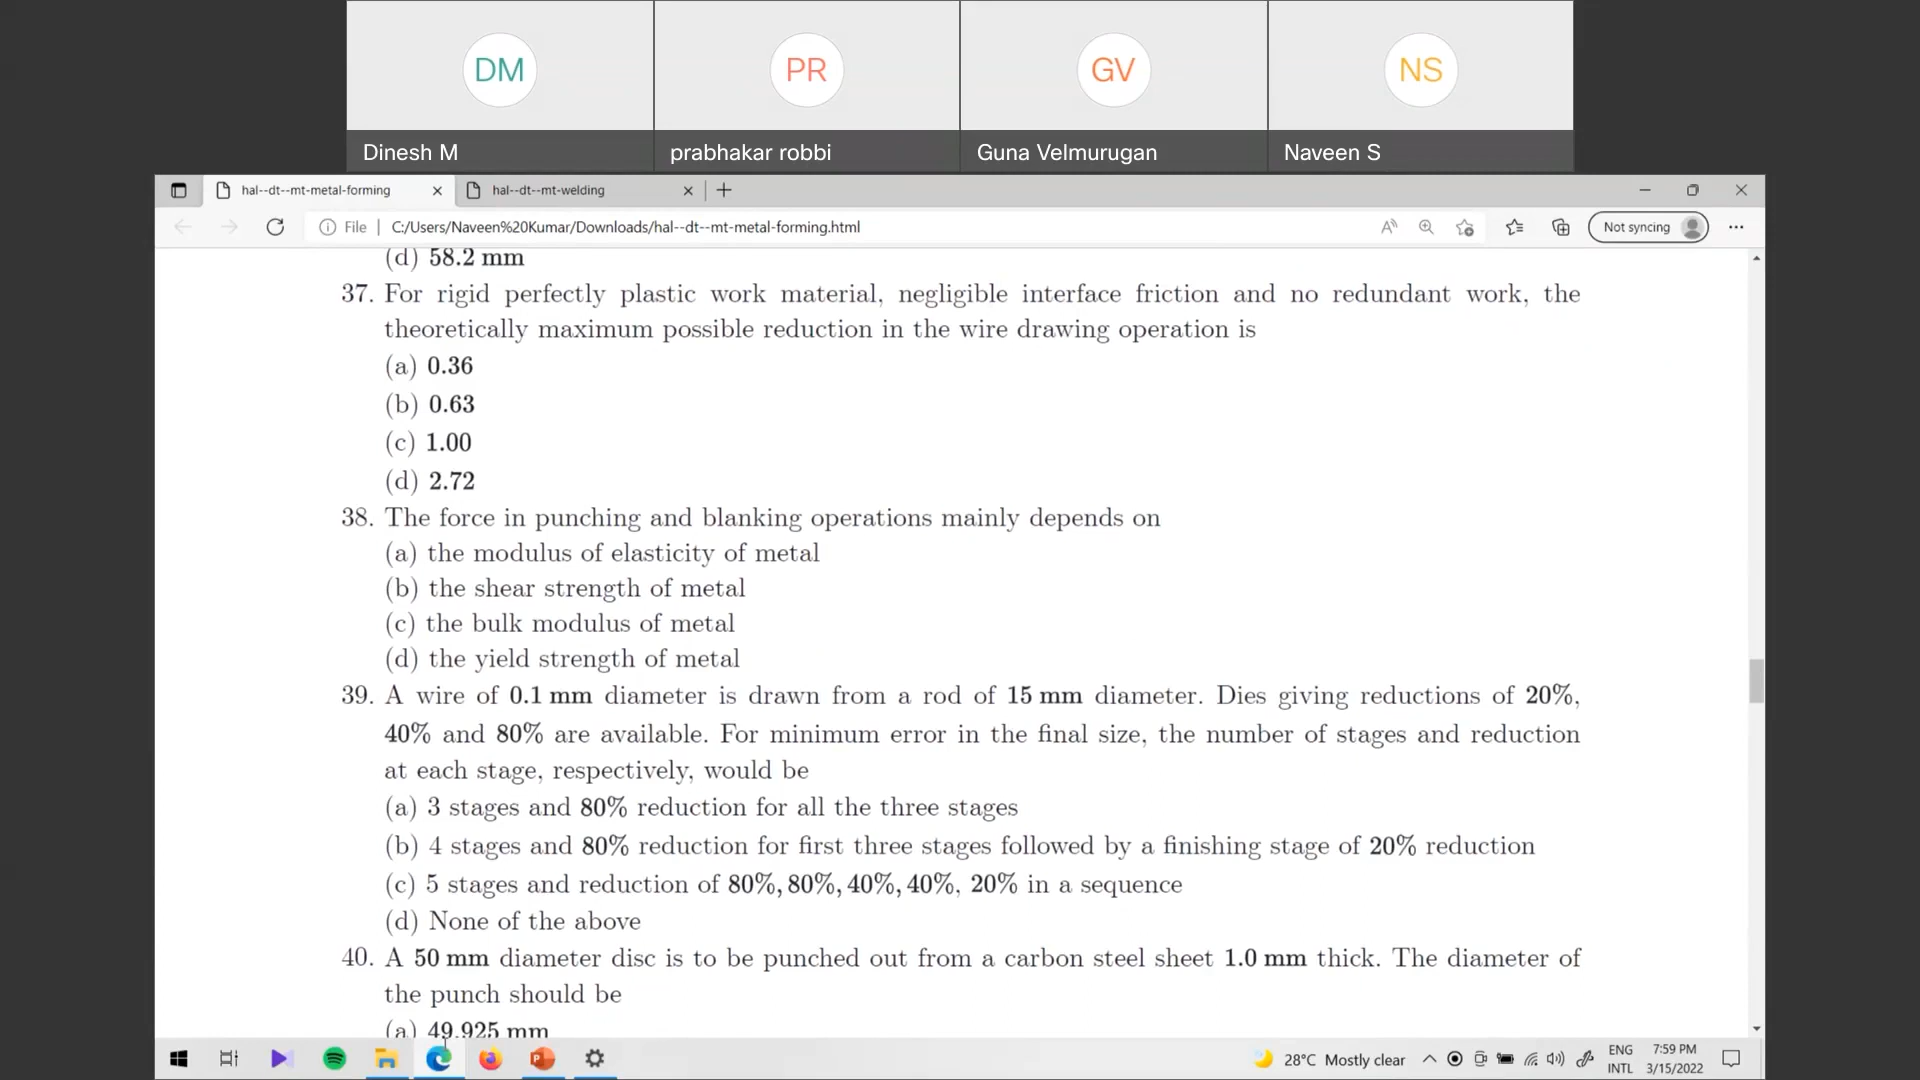 DM
PR
GV
NS
Dinesh M
prabhakar robbi
Guna Velmurugan
Naveen S
hal--dt--mt-metal-forming
hal--dt--mt-welding
File
C:/Users/Naveen%20Kumar/Downloads/hal--dt--mt-metal-forming.html
Not syncing
(d) 58.2 mm
37. For rigid perfectly plastic work material, negligible interface friction and no redundant work, the
theoretically maximum possible reduction in the wire drawing operation is
(a) 0.36
(b) 0.63
(c) 1.00
(d) 2.72
38. The force in punching and blanking operations mainly depends on
(a) the modulus of elasticity of metal
(b) the shear strength of metal
(c) the bulk modulus of metal
(d) the yield strength of metal
39. A wire of 0.1 mm diameter is drawn from a rod of 15 mm diameter. Dies giving reductions of 20%,
40% and 80% are available. For minimum error in the final size, the number of stages and reduction
at each stage, respectively, would be
(a) 3 stages and 80% reduction for all the three stages
(b) 4 stages and 80% reduction for first three stages followed by a finishing stage of 20% reduction
(c) 5 stages and reduction of 80%, 80%, 40%, 40%, 20% in a sequence
(d) None of the above
40. A 50 mm diameter disc is to be punched out from a carbon steel sheet 1.0 mm thick. The diameter of
the punch should be
(a) 49.925 mm
28°C Mostly clear
ENG
INTL
7:59 PM
3/15/2022